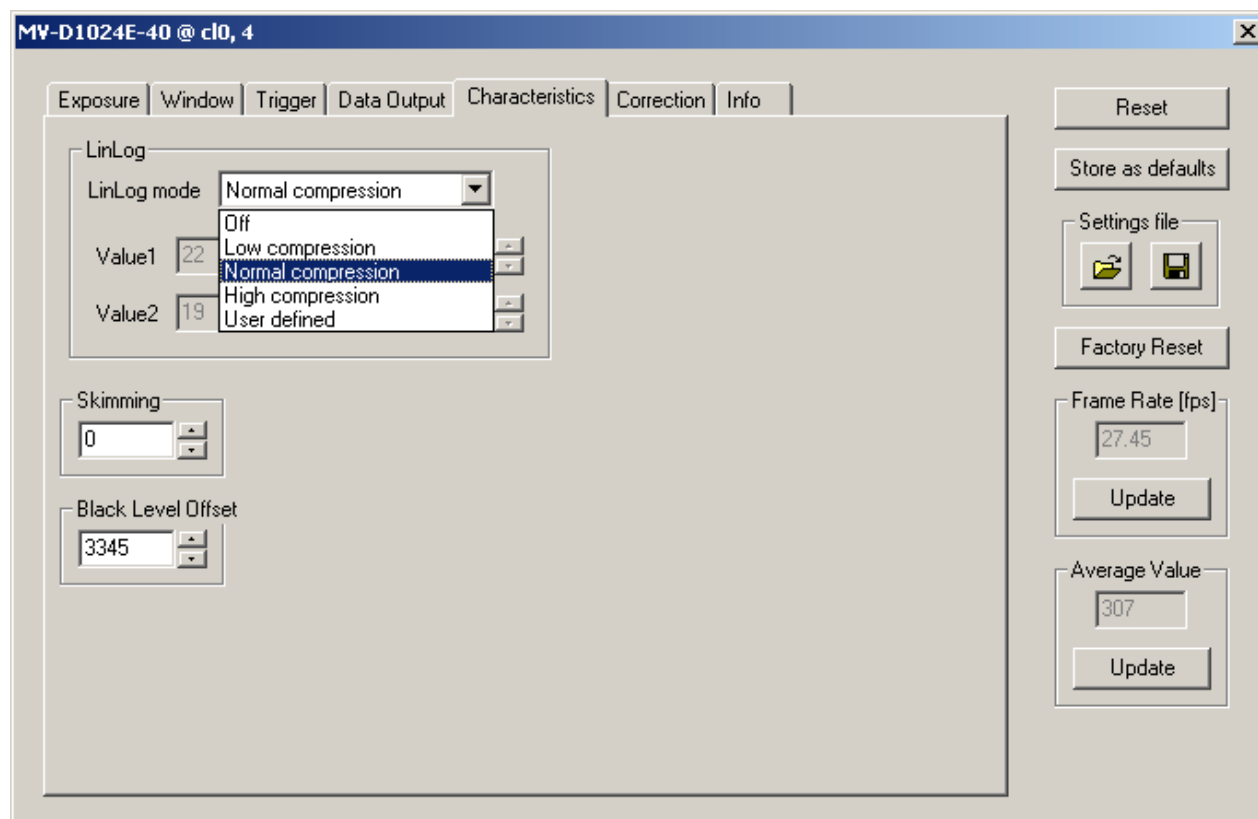 MV-D1024E-40 @ cl0, 4
Exposure Window Trigger Data Output Characteristics Correction Info
LinLog
LinLog mode Normal compression
Off
Low compression
Normal compression
High compression
User defined
Value1 22
Value2 19
Skimming
0
Black Level Offset
3345
Reset
Store as defaults
Settings file
Factory Reset
Frame Rate [fps]
27.45
Update
Average Value
307
Update